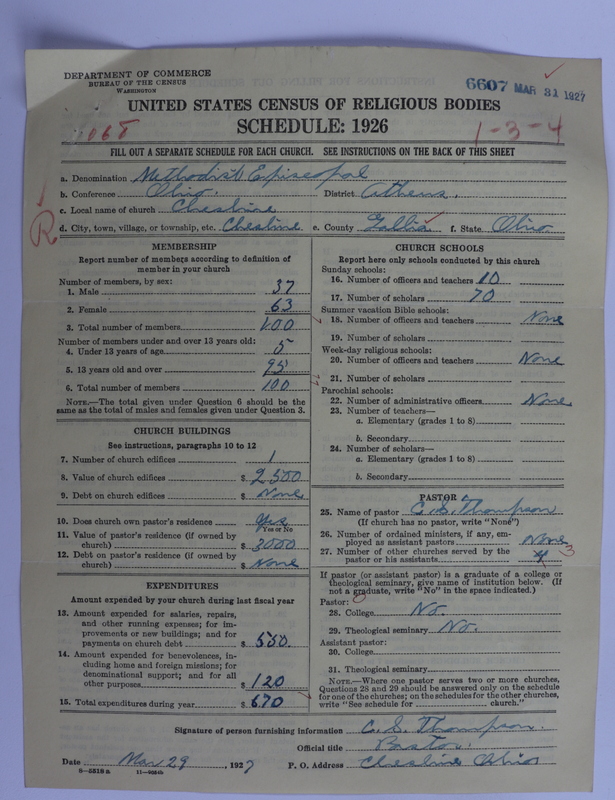 DEPARTMENT OF COMMERCE
BUREAU OF THE CENSUS
WASHINGTON
6607 MAR 31 1927
UNITED STATES CENSUS OF RELIGIOUS BODIES
SCHEDULE: 1926
1-3-4
FILL OUT A SEPARATE SCHEDULE FOR EACH CHURCH. SEE INSTRUCTIONS ON THE BACK OF THIS SHEET
a. Denomination Methodist Episcopal
b. Conference Ohio. District Athens.
c. Local name of church Cheshire
d. City, town, village, or township, etc. Cheshire e. County Gallia f. State Ohio.
R
MEMBERSHIP
Report number of members according to definition of
member in your church
Number of members, by sex:
1. Male 37
2. Female 63
3. Total number of members 100
Number of members under and over 13 years old:
4. Under 13 years of age 5
5. 13 years old and over 95
6. Total number of members 100
NOTE.—The total given under Question 6 should be
the same as the total of males and females given under Question 3.
CHURCH BUILDINGS
See instructions, paragraphs 10 to 12
7. Number of church edifices 1
8. Value of church edifices $ 2500
9. Debt on church edifices $ None
10. Does church own pastor's residence Yes
Yes or No
11. Value of pastor's residence (if owned by
church) $ 3000
12. Debt on pastor's residence (if owned by
church) $ None
EXPENDITURES
Amount expended by your church during last fiscal year
13. Amount expended for salaries, repairs,
and other running expenses; for im-
provements or new buildings; and for
payments on church debt $ 550.
14. Amount expended for benevolences, in-
cluding home and foreign missions; for
denominational support; and for all
other purposes $ 120
15. Total expenditures during year $ 670
CHURCH SCHOOLS
Report here only schools conducted by this church
Sunday schools:
16. Number of officers and teachers 10
17. Number of scholars 70
Summer vacation Bible schools:
18. Number of officers and teachers None
19. Number of scholars
Week-day religious schools:
20. Number of officers and teachers None
21. Number of scholars
Parochial schools:
22. Number of administrative officers None
23. Number of teachers—
a. Elementary (grades 1 to 8)
b. Secondary
24. Number of scholars—
a. Elementary (grades 1 to 8)
b. Secondary
PASTOR
25. Name of pastor C. S. Thompson
(If church has no pastor, write "None")
26. Number of ordained ministers, if any, em-
ployed as assistant pastors None
27. Number of other churches served by the
pastor or his assistants 4 3
If pastor (or assistant pastor) is a graduate of a college or
theological seminary, give name of institution below. (If
not a graduate, write "No" in the space indicated.)
Pastor:
28. College No.
29. Theological seminary No.
Assistant pastor:
30. College
31. Theological seminary
NOTE.—Where one pastor serves two or more churches,
Questions 28 and 29 should be answered only on the schedule
for one of the churches; on the schedules for the other churches,
write "See schedule for church."
Signature of person furnishing information C. S. Thompson.
Official title Pastor.
Date Mar 29, 1927 P. O. Address Cheshire Ohio
8-5519 a